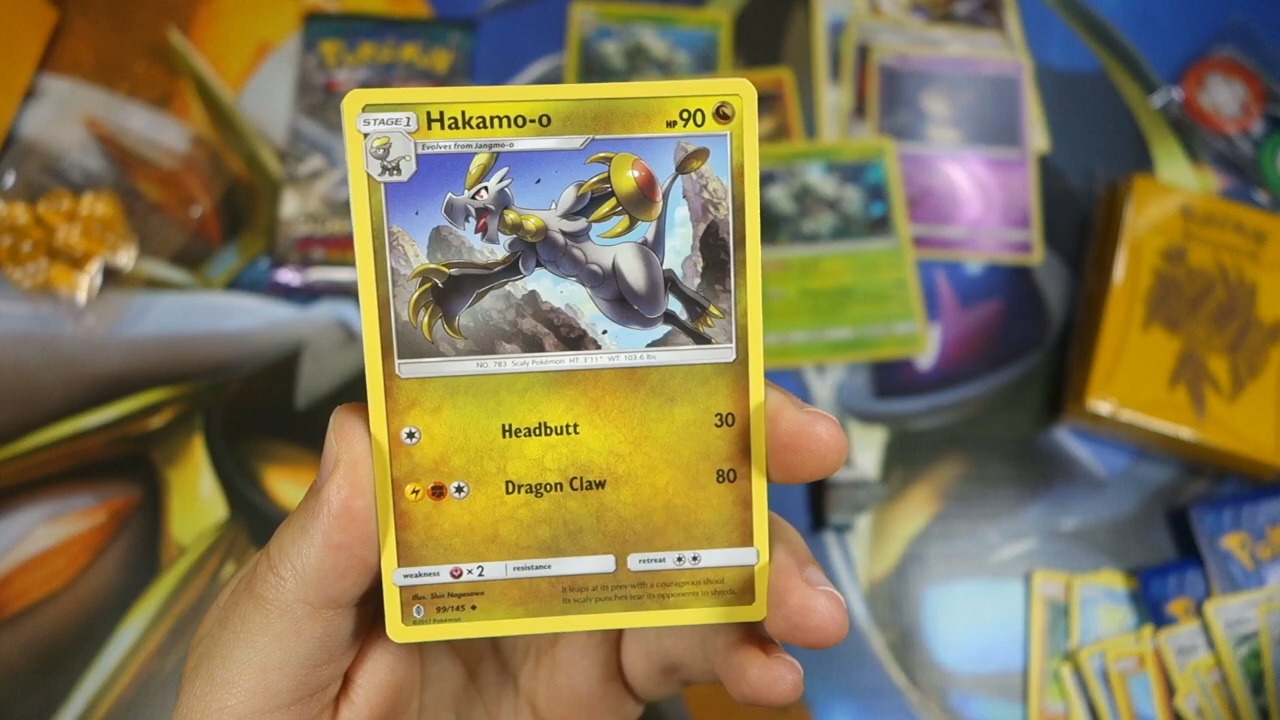 Pokémon
STAGE 1
Hakamo-o
HP 90
Evolves from Jangmo-o
NO. 783 Scaly Pokémon HT: 3'11" WT: 103.6 lbs
Headbutt 30
Dragon Claw 80
weakness ×2 resistance retreat
Illus. Shin Nagasawa
It leaps at its prey with a courageous shout.
Its scaly punches tear its opponents to shreds.
99/145
©2017 Pokémon